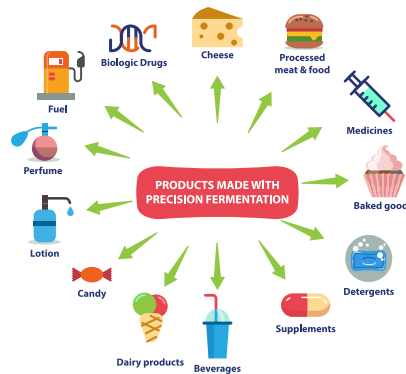 Biologic Drugs
Cheese
Processed
meat & food
Fuel
Medicines
Perfume
PRODUCTS MADE WITH
PRECISION FERMENTATION
Baked good
Lotion
Detergents
Candy
Supplements
Dairy products
Beverages